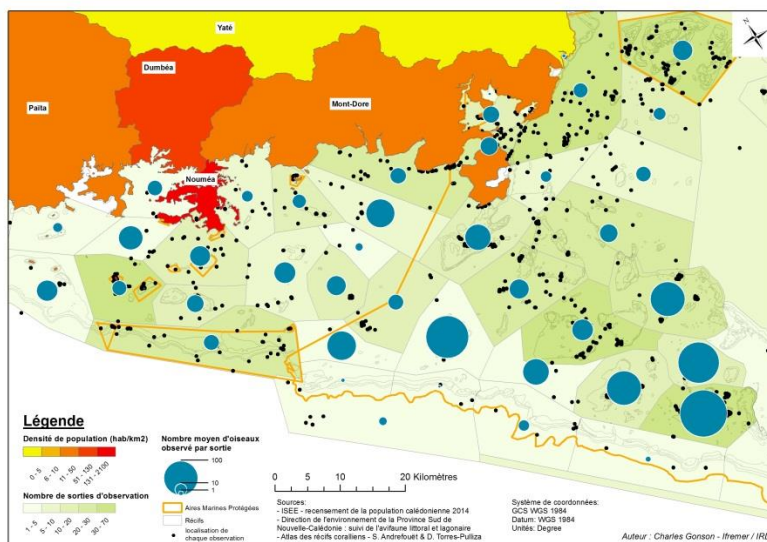 Yaté
N
Dumbéa
Païta
Mont-Dore
Nouméa
Légende
Densité de population (hab/km2)
0 - 5
6 - 10
11 - 50
51 - 130
131 - 2100
Nombre de sorties d'observation
1 - 5
5 - 10
10 - 20
20 - 30
30 - 70
Nombre moyen d'oiseaux
observé par sortie
100
10
1
Aires Marines Protégées
Récifs
localisation de
chaque observation
0 5 10 20 Kilomètres
Sources:
- ISEE - recensement de la population calédonienne 2014
- Direction de l'environnement de la Province Sud de
Nouvelle-Calédonie : suivi de l'avifaune littoral et lagonaire
- Atlas des récifs coralliens - S. Andrefouët & D. Torres-Pulliza
Système de coordonnées:
GCS WGS 1984
Datum: WGS 1984
Unités: Degree
Auteur : Charles Gonson - Ifremer / IRD